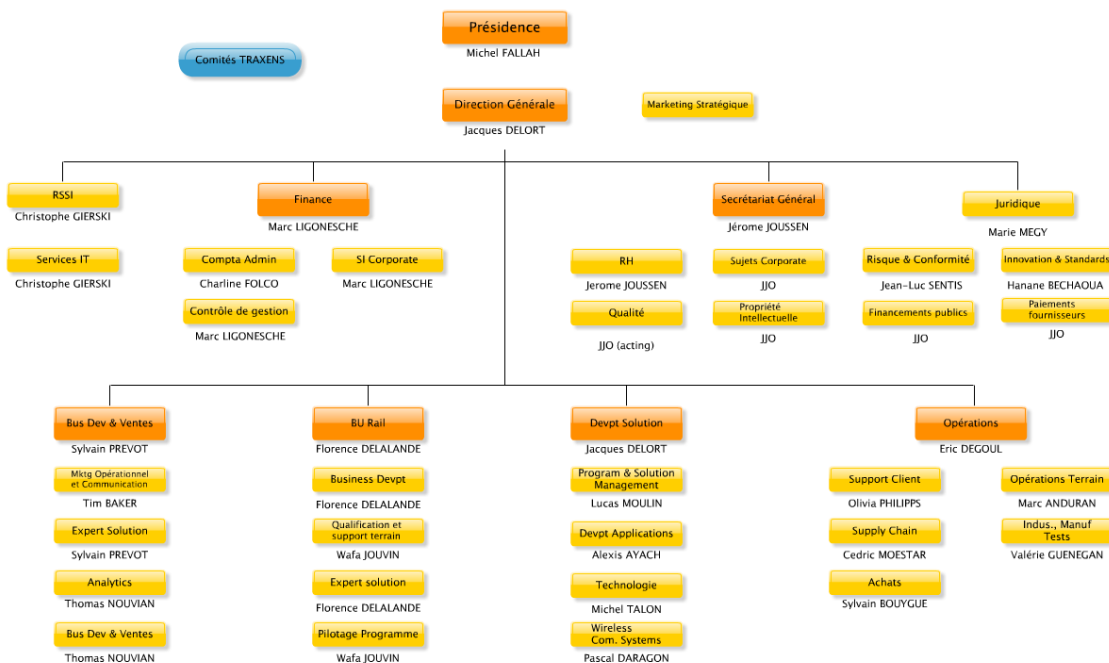 Présidence
Michel FALLAH
Comités TRAXENS
Direction Générale
Jacques DELORT
Marketing Stratégique
RSSI
Christophe GIERSKI
Finance
Marc LIGONESCHE
Secrétariat Général
Jérome JOUSSEN
Juridique
Marie MEGY
Services IT
Christophe GIERSKI
Compta Admin
Charline FOLCO
SI Corporate
Marc LIGONESCHE
RH
Jerome JOUSSEN
Sujets Corporate
JJO
Risque & Conformité
Jean-Luc SENTIS
Innovation & Standards
Hanane BECHAOUA
Contrôle de gestion
Marc LIGONESCHE
Qualité
JJO (acting)
Propriété
Intellectuelle
JJO
Financements publics
JJO
Paiements
fournisseurs
JJO
Bus Dev & Ventes
Sylvain PREVOT
BU Rail
Florence DELALANDE
Devpt Solution
Jacques DELORT
Opérations
Eric DEGOUL
Mktg Opérationnel
et Communication
Tim BAKER
Business Devpt
Florence DELALANDE
Program & Solution
Management
Lucas MOULIN
Support Client
Olivia PHILIPPS
Opérations Terrain
Marc ANDURAN
Expert Solution
Sylvain PREVOT
Qualification et
support terrain
Wafa JOUVIN
Devpt Applications
Alexis AYACH
Supply Chain
Cedric MOESTAR
Indus., Manuf
Tests
Valérie GUENEGAN
Analytics
Thomas NOUVIAN
Expert solution
Florence DELALANDE
Technologie
Michel TALON
Achats
Sylvain BOUYGUE
Bus Dev & Ventes
Thomas NOUVIAN
Pilotage Programme
Wafa JOUVIN
Wireless
Com. Systems
Pascal DARAGON